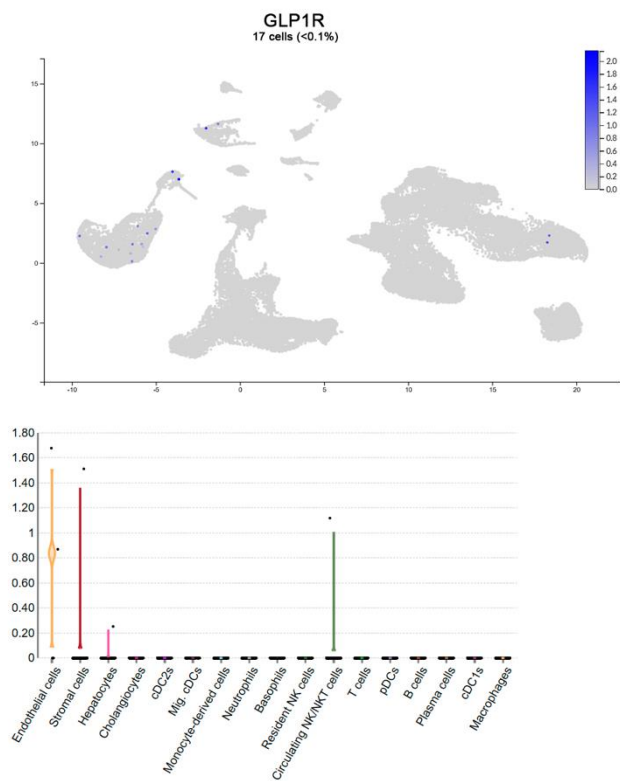 GLP1R
17 cells (<0.1%)
15
10
5
0
-5
-10
-5
0
5
10
15
20
2.0
1.8
1.6
1.4
1.2
1.0
0.8
0.6
0.4
0.2
0.0
1.80
1.60
1.40
1.20
1
0.80
0.60
0.40
0.20
0
Endothelial cells
Stromal cells
Hepatocytes
Cholangiocytes
cDC2s
Mig. cDCs
Monocyte-derived cells
Neutrophils
Basophils
Resident NK cells
Circulating NK/NKT cells
T cells
pDCs
B cells
Plasma cells
cDC1s
Macrophages